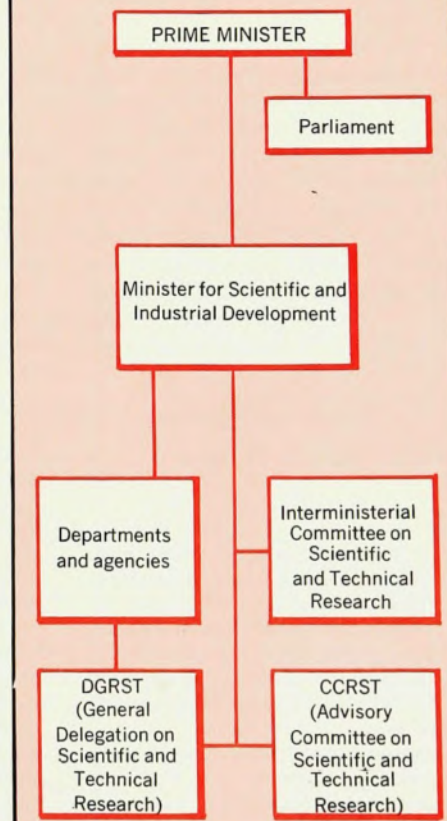 PRIME MINISTER
Parliament
Minister for Scientific and
Industrial Development
Departments
and agencies
Interministerial
Committee on
Scientific
and Technical
Research
DGRST
(General
Delegation on
Scientific and
Technical
Research)
CCRST
(Advisory
Committee on
Scientific and
Technical
Research)